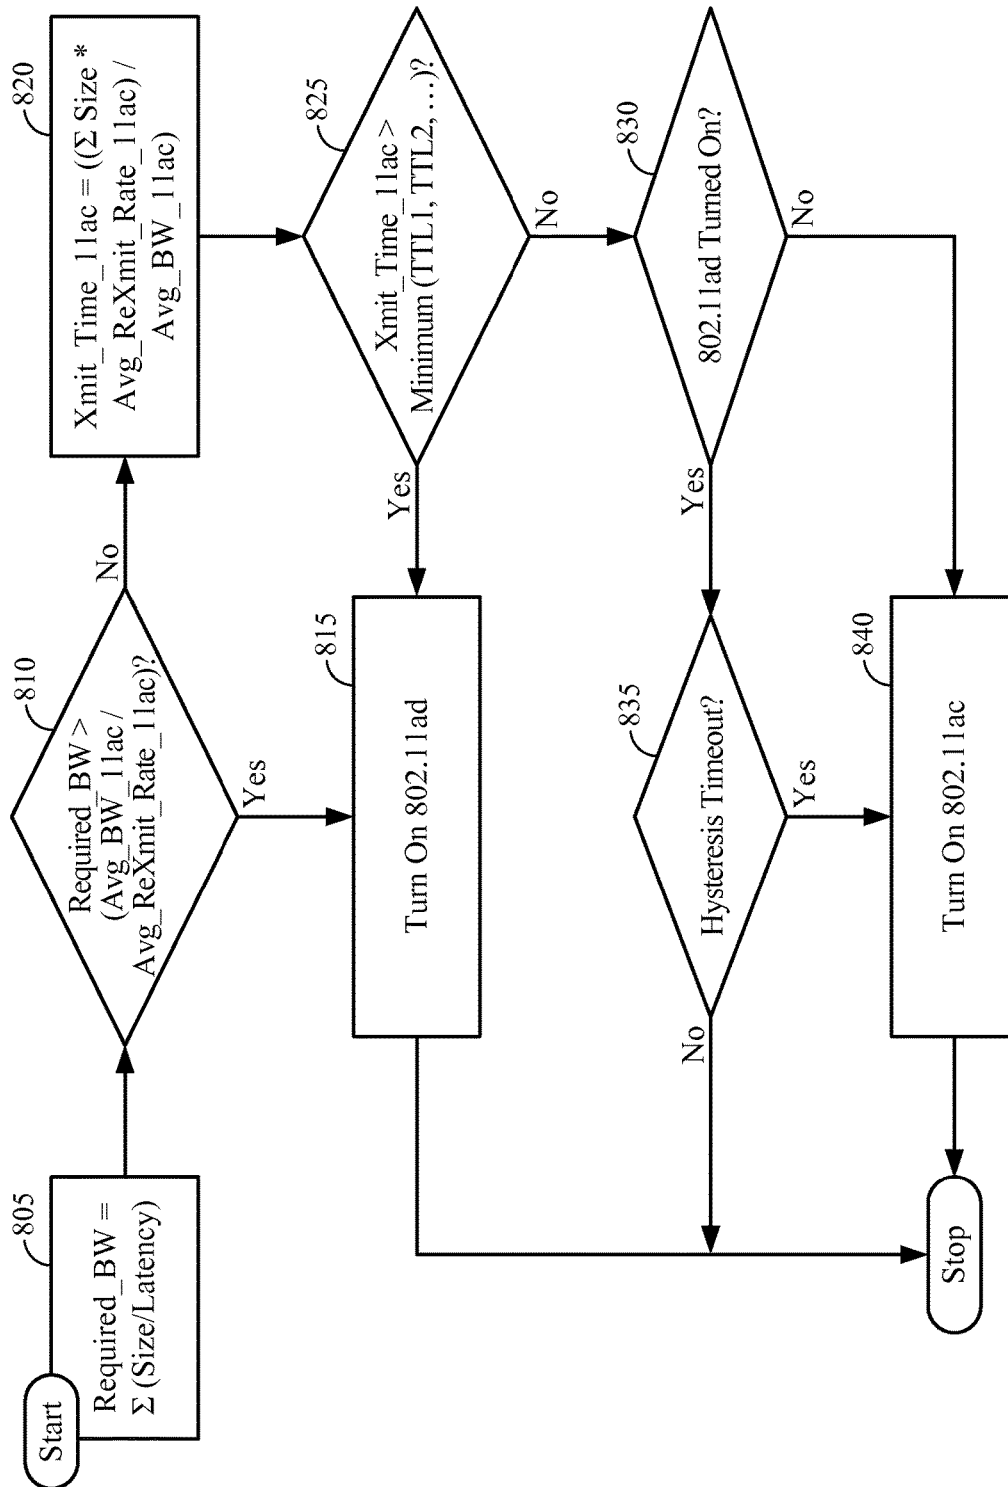 Start
805
Required_BW =
Σ (Size/Latency)
810
Required_BW >
(Avg_BW_11ac /
Avg_ReXmit_Rate_11ac)?
No
Yes
820
Xmit_Time_11ac = ((Σ Size *
Avg_ReXmit_Rate_11ac) /
Avg_BW_11ac)
815
Turn On 802.11ad
825
Xmit_Time_11ac >
Minimum (TTL1, TTL2, ...)?
Yes
No
830
802.11ad Turned On?
Yes
No
835
Hysteresis Timeout?
No
Yes
840
Turn On 802.11ac
Stop